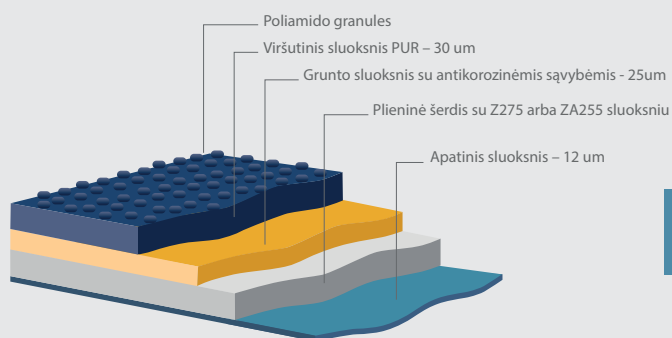 Poliamido granules
Viršutinis sluoksnis PUR – 30 um
Grunto sluoksnis su antikorozinėmis sąvybėmis - 25um
Plieninė šerdis su Z275 arba ZA255 sluoksniu
Apatinis sluoksnis – 12 um